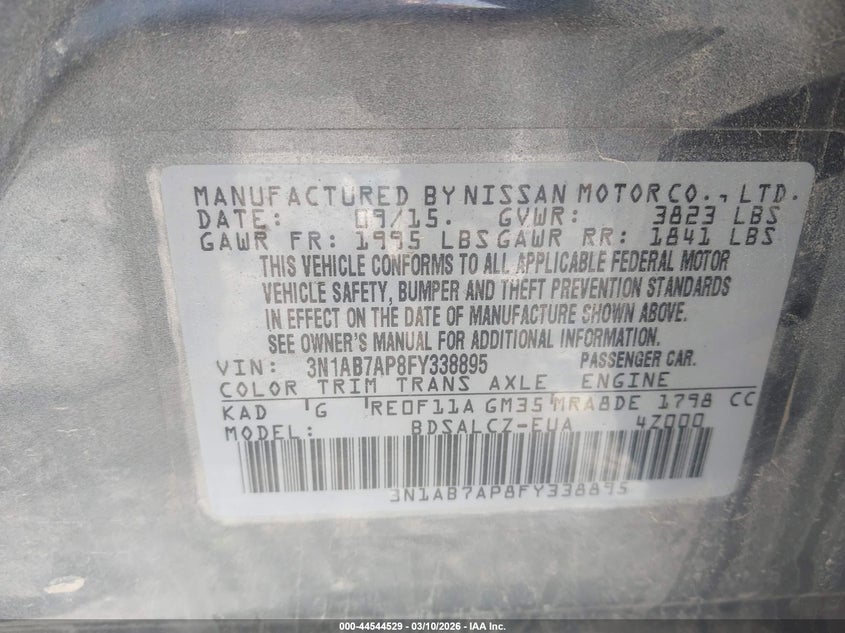 MANUFACTURED BY NISSAN MOTOR CO., LTD.
DATE: 09/15. GVWR: 3823 LBS
GAWR FR: 1995 LBS GAWR RR: 1841 LBS
THIS VEHICLE CONFORMS TO ALL APPLICABLE FEDERAL MOTOR
VEHICLE SAFETY, BUMPER AND THEFT PREVENTION STANDARDS
IN EFFECT ON THE DATE OF MANUFACTURE SHOWN ABOVE.
SEE OWNER'S MANUAL FOR ADDITIONAL INFORMATION.
VIN: 3N1AB7AP8FY338895 PASSENGER CAR.
COLOR TRIM TRANS AXLE ENGINE
KAD G RE0F11A GM35 MRA8DE 1798 CC
MODEL: BDSALCZ-EUA 4Z000
3N1AB7AP8FY338895
000-44544529 — 03/10/2026 — IAA Inc.